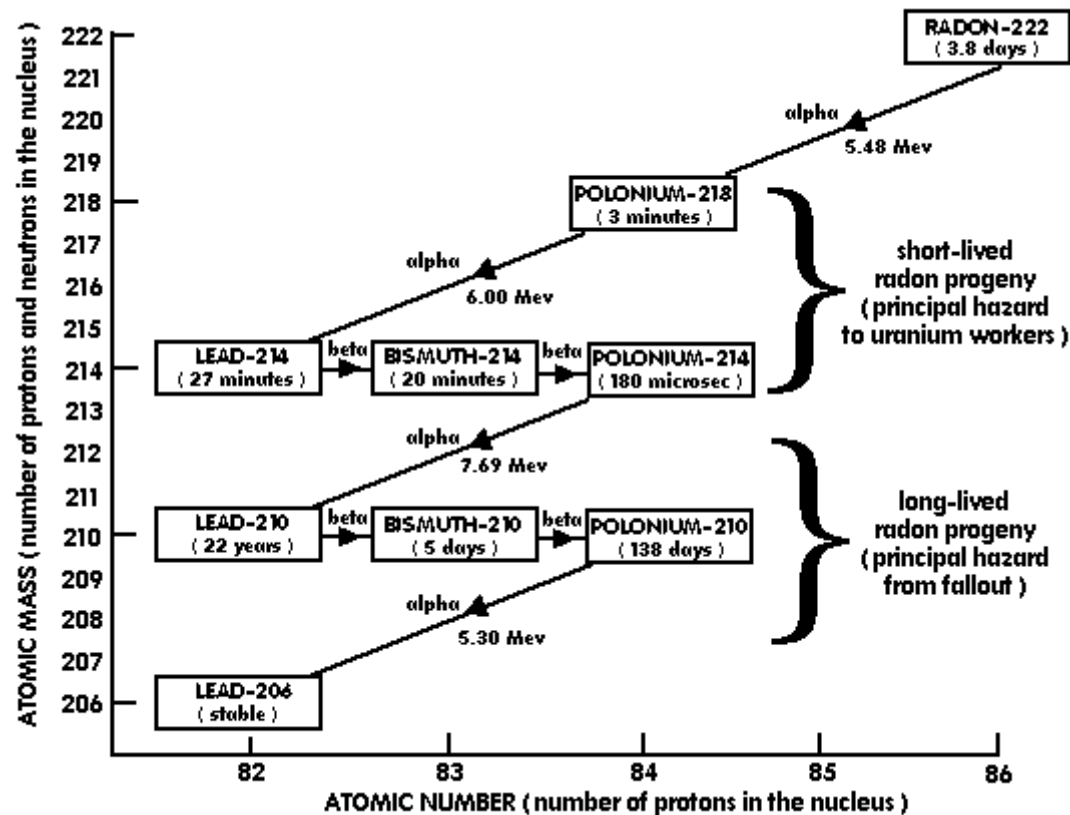 ATOMIC MASS ( number of protons and neutrons in the nucleus )
222
221
220
219
218
217
216
215
214
213
212
211
210
209
208
207
206
RADON-222
( 3.8 days )
alpha
5.48 Mev
POLONIUM-218
( 3 minutes )
alpha
6.00 Mev
short-lived
radon progeny
( principal hazard
to uranium workers )
LEAD-214
( 27 minutes )
beta
BISMUTH-214
( 20 minutes )
beta
POLONIUM-214
( 180 microsec )
alpha
7.69 Mev
LEAD-210
( 22 years )
beta
BISMUTH-210
( 5 days )
beta
POLONIUM-210
( 138 days )
long-lived
radon progeny
( principal hazard
from fallout )
alpha
5.30 Mev
LEAD-206
( stable )
82
83
84
85
86
ATOMIC NUMBER ( number of protons in the nucleus )